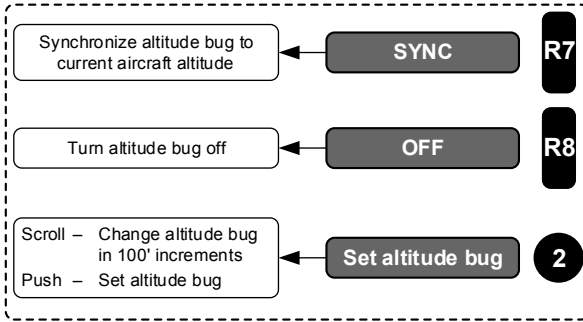 Synchronize altitude bug to
current aircraft altitude
SYNC
R7
Turn altitude bug off
OFF
R8
Scroll – Change altitude bug
in 100' increments
Push – Set altitude bug
Set altitude bug
2